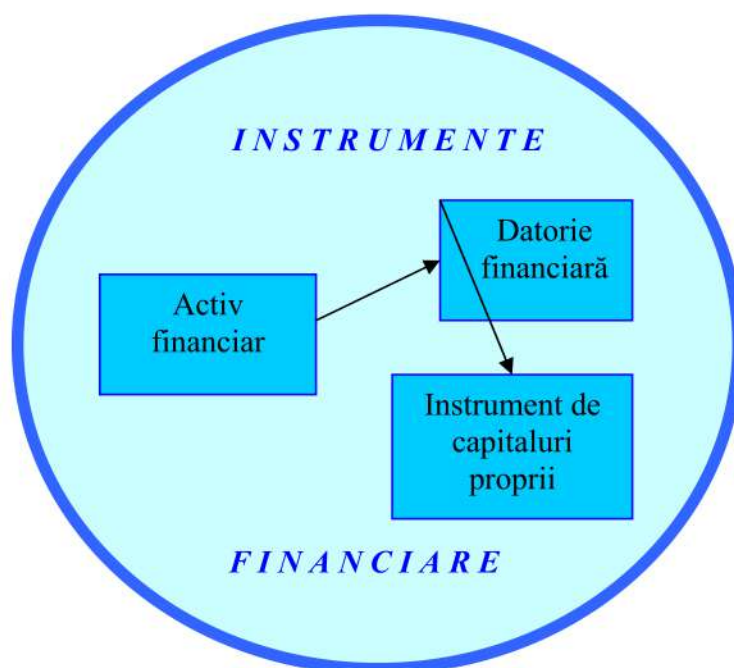 INSTRUMENTE
Datorie
financiară
Activ
financiar
Instrument de
capitaluri
proprii
FINANCIARE